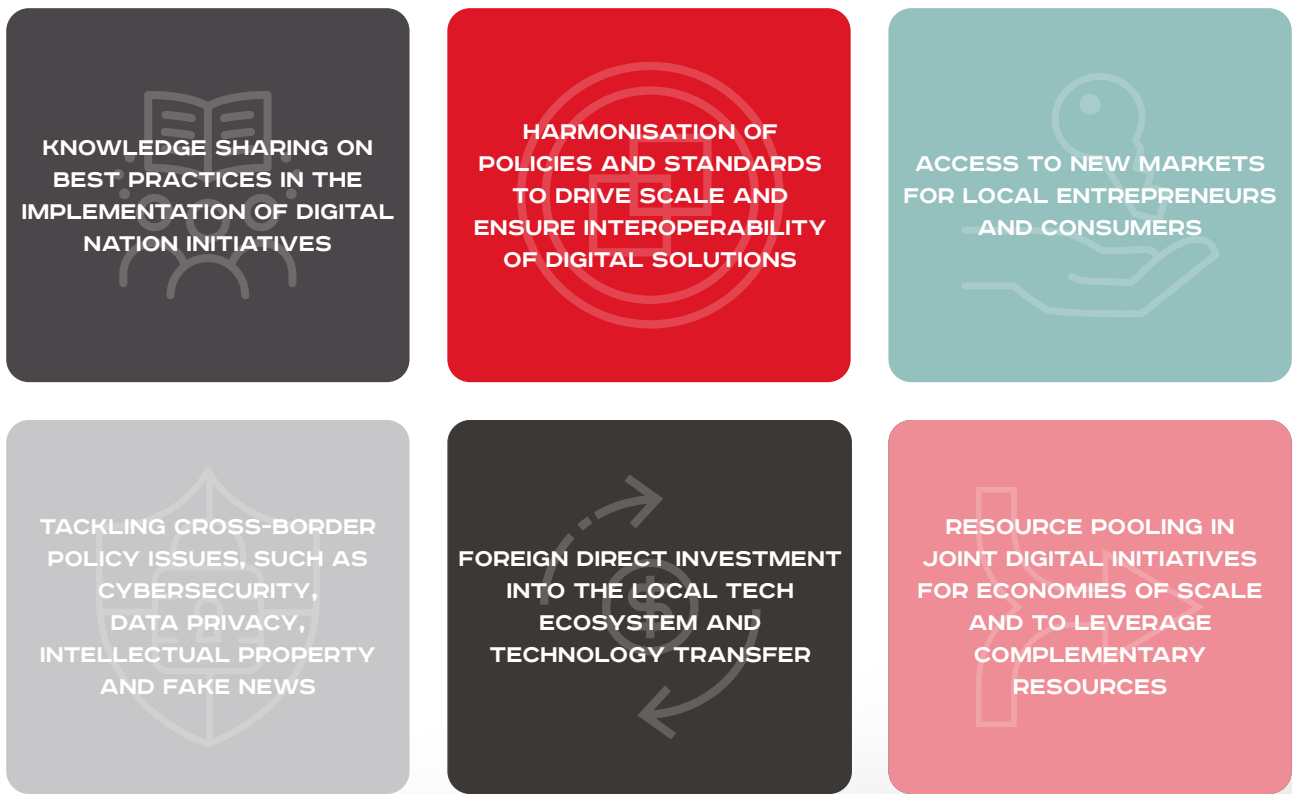 KNOWLEDGE SHARING ON
BEST PRACTICES IN THE
IMPLEMENTATION OF DIGITAL
NATION INITIATIVES
HARMONISATION OF
POLICIES AND STANDARDS
TO DRIVE SCALE AND
ENSURE INTEROPERABILITY
OF DIGITAL SOLUTIONS
ACCESS TO NEW MARKETS
FOR LOCAL ENTREPRENEURS
AND CONSUMERS
TACKLING CROSS-BORDER
POLICY ISSUES, SUCH AS
CYBERSECURITY,
DATA PRIVACY,
INTELLECTUAL PROPERTY
AND FAKE NEWS
FOREIGN DIRECT INVESTMENT
INTO THE LOCAL TECH
ECOSYSTEM AND
TECHNOLOGY TRANSFER
RESOURCE POOLING IN
JOINT DIGITAL INITIATIVES
FOR ECONOMIES OF SCALE
AND TO LEVERAGE
COMPLEMENTARY
RESOURCES